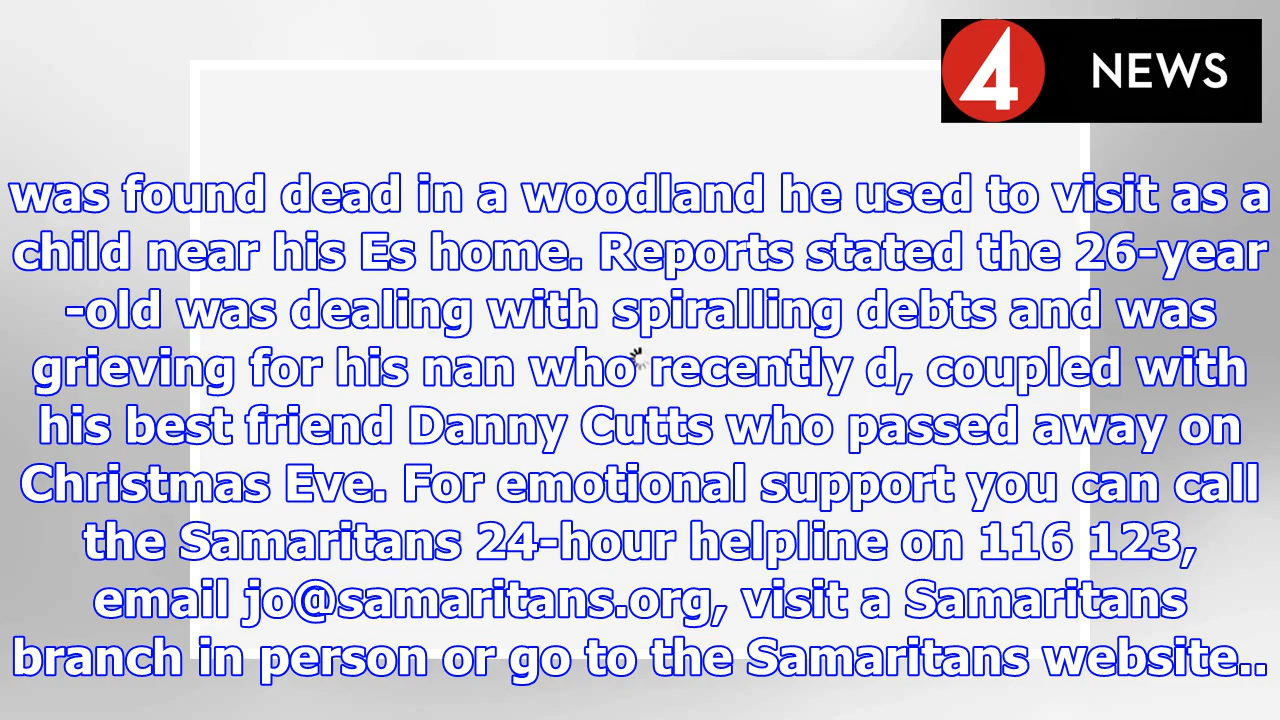 4 NEWS
was found dead in a woodland he used to visit as a
child near his Es home. Reports stated the 26-year
-old was dealing with spiralling debts and was
grieving for his nan who recently d, coupled with
his best friend Danny Cutts who passed away on
Christmas Eve. For emotional support you can call
the Samaritans 24-hour helpline on 116 123,
email jo@samaritans.org, visit a Samaritans
branch in person or go to the Samaritans website..